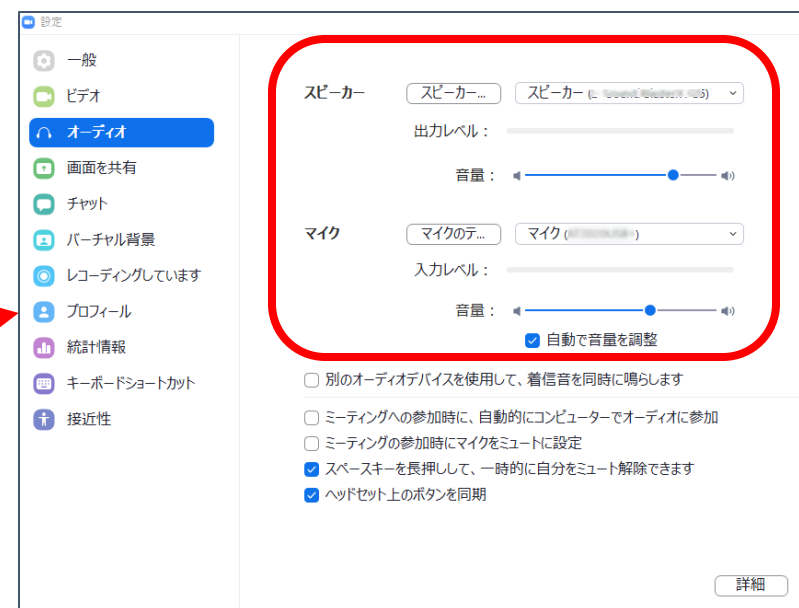 設定
一般
ビデオ
オーディオ
画面を共有
チャット
バーチャル背景
レコーディングしています
プロフィール
統計情報
キーボードショートカット
接近性
スピーカー スピーカー... スピーカー (
出力レベル：
音量：
マイク マイクのテ... マイク (
入力レベル：
音量：
自動で音量を調整
別のオーディオデバイスを使用して、着信音を同時に鳴らします
ミーティングへの参加時に、自動的にコンピューターでオーディオに参加
ミーティングの参加時にマイクをミュートに設定
スペースキーを長押しして、一時的に自分をミュート解除できます
ヘッドセット上のボタンを同期
詳細